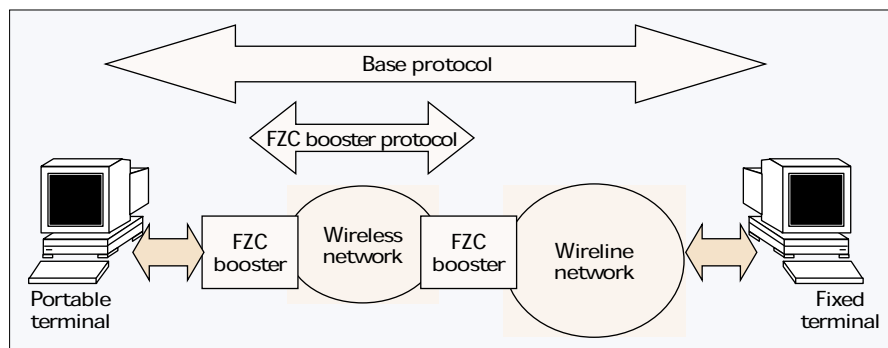 Base protocol
FZC booster protocol
FZC
booster
Wireless
network
FZC
booster
Wireline
network
Portable
terminal
Fixed
terminal